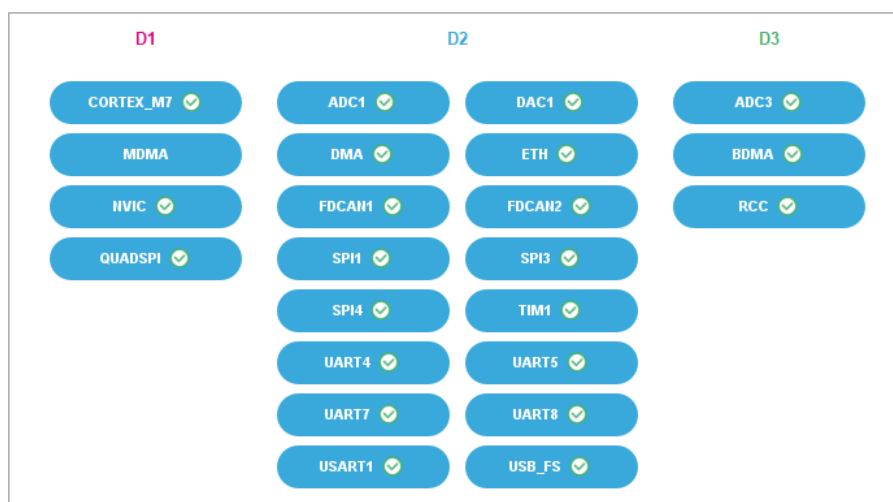 D1 D2 D3
CORTEX_M7 ADC1 DAC1 ADC3
MDMA DMA ETH BDMA
NVIC FDCAN1 FDCAN2 RCC
QUADSPI SPI1 SPI3
SPI4 TIM1
UART4 UART5
UART7 UART8
USART1 USB_FS